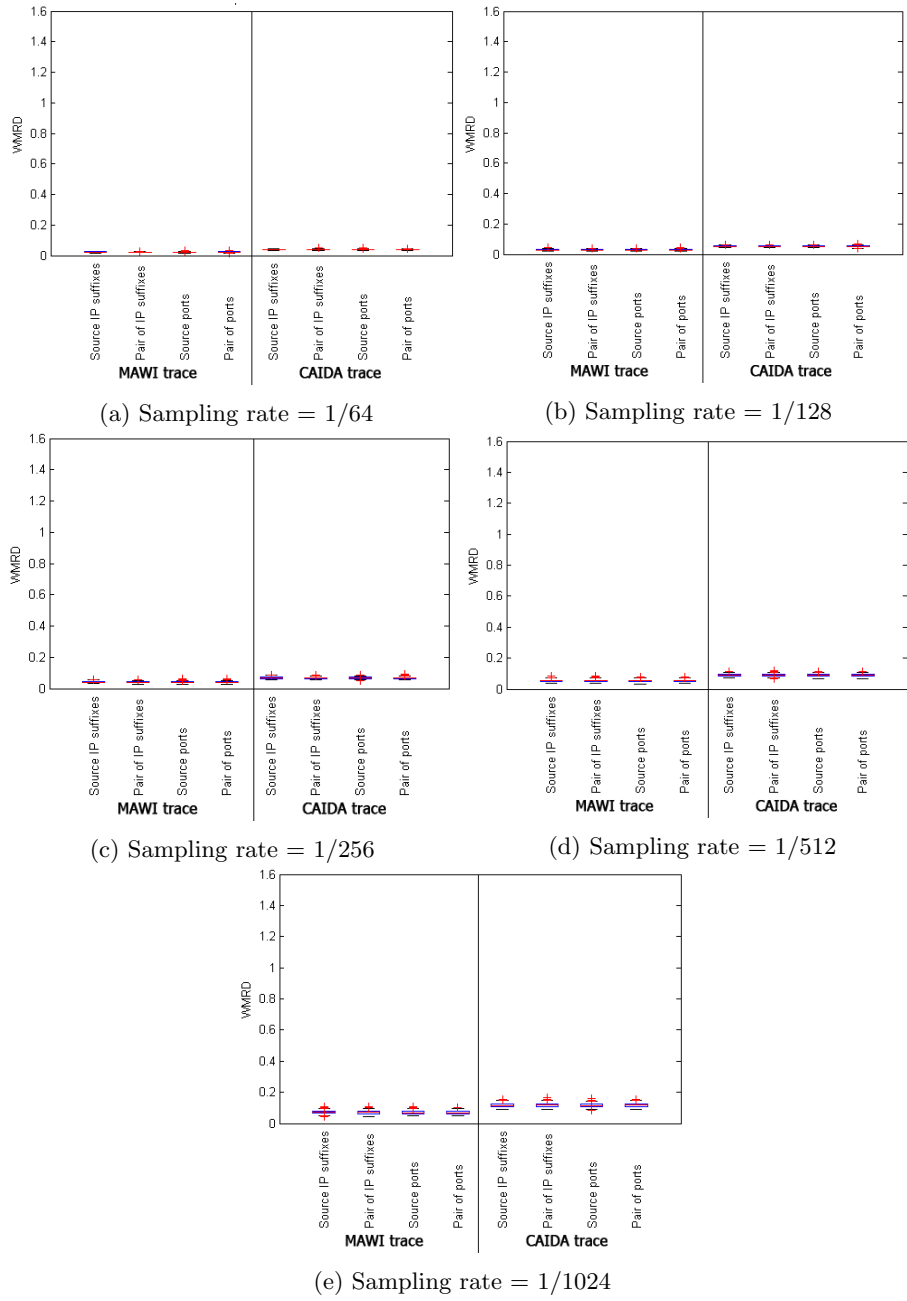 1.6
1.4
1.2
1
0.8
0.6
0.4
0.2
0
WMRD
Source IP suffixes
Pair of IP suffixes
Source ports
Pair of ports
Source IP suffixes
Pair of IP suffixes
Source ports
Pair of ports
MAWI trace
CAIDA trace
(a) Sampling rate = 1/64
1.6
1.4
1.2
1
0.8
0.6
0.4
0.2
0
WMRD
Source IP suffixes
Pair of IP suffixes
Source ports
Pair of ports
Source IP suffixes
Pair of IP suffixes
Source ports
Pair of ports
MAWI trace
CAIDA trace
(b) Sampling rate = 1/128
1.6
1.4
1.2
1
0.8
0.6
0.4
0.2
0
WMRD
Source IP suffixes
Pair of IP suffixes
Source ports
Pair of ports
Source IP suffixes
Pair of IP suffixes
Source ports
Pair of ports
MAWI trace
CAIDA trace
(c) Sampling rate = 1/256
1.6
1.4
1.2
1
0.8
0.6
0.4
0.2
0
WMRD
Source IP suffixes
Pair of IP suffixes
Source ports
Pair of ports
Source IP suffixes
Pair of IP suffixes
Source ports
Pair of ports
MAWI trace
CAIDA trace
(d) Sampling rate = 1/512
1.6
1.4
1.2
1
0.8
0.6
0.4
0.2
0
WMRD
Source IP suffixes
Pair of IP suffixes
Source ports
Pair of ports
Source IP suffixes
Pair of IP suffixes
Source ports
Pair of ports
MAWI trace
CAIDA trace
(e) Sampling rate = 1/1024